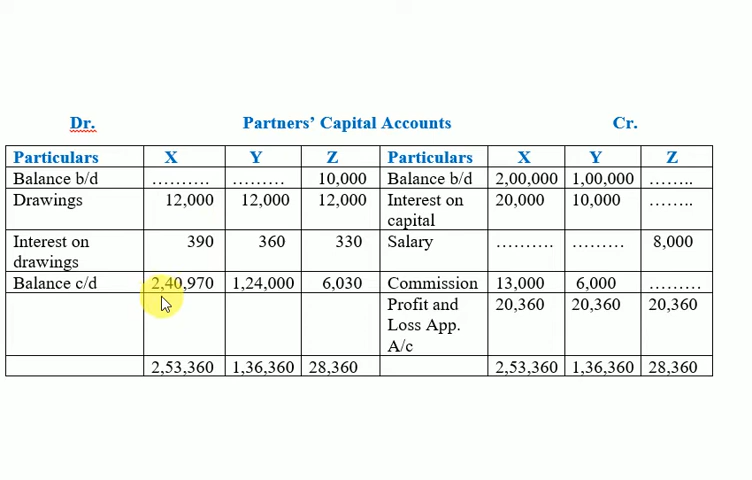 Dr. Partners' Capital Accounts Cr.
Particulars X Y Z Particulars X Y Z
Balance b/d .......... ......... 10,000 Balance b/d 2,00,000 1,00,000 ........
Drawings 12,000 12,000 12,000 Interest on 20,000 10,000 ........
capital
Interest on 390 360 330 Salary .......... ......... 8,000
drawings
Balance c/d 2,40,970 1,24,000 6,030 Commission 13,000 6,000 .........
Profit and 20,360 20,360 20,360
Loss App.
A/c
2,53,360 1,36,360 28,360 2,53,360 1,36,360 28,360